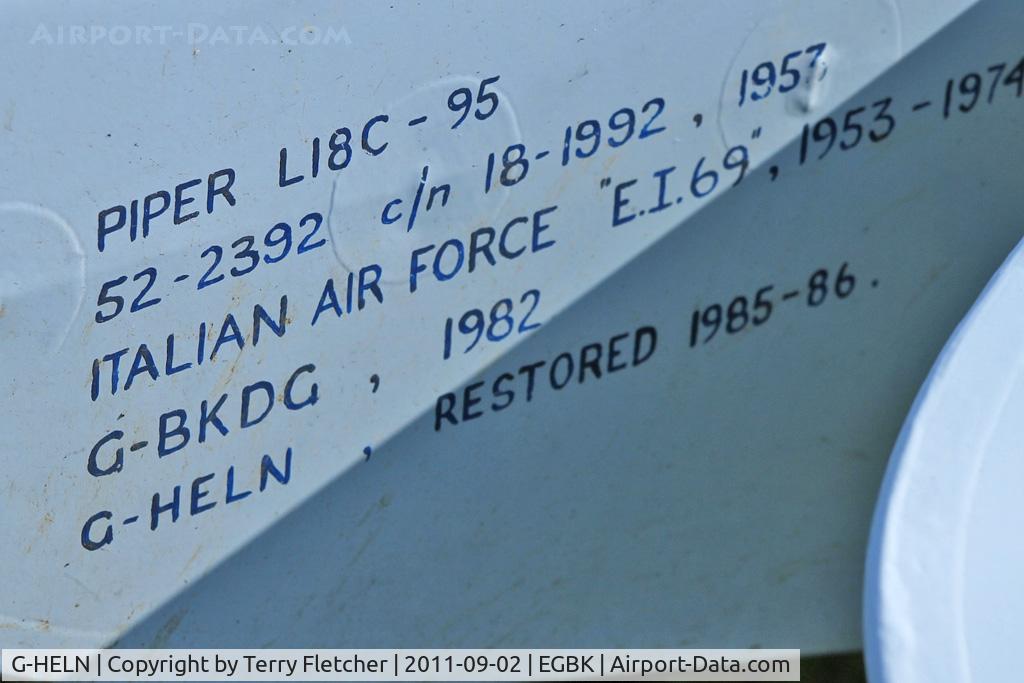 AIRPORT-DATA.COM
PIPER L18C - 95
52-2392 c/n 18-1992 , 1953
ITALIAN AIR FORCE "E.I.69", 1953 - 1974
G-BKDG , 1982
G-HELN , RESTORED 1985-86.
G-HELN | Copyright by Terry Fletcher | 2011-09-02 | EGBK | Airport-Data.com